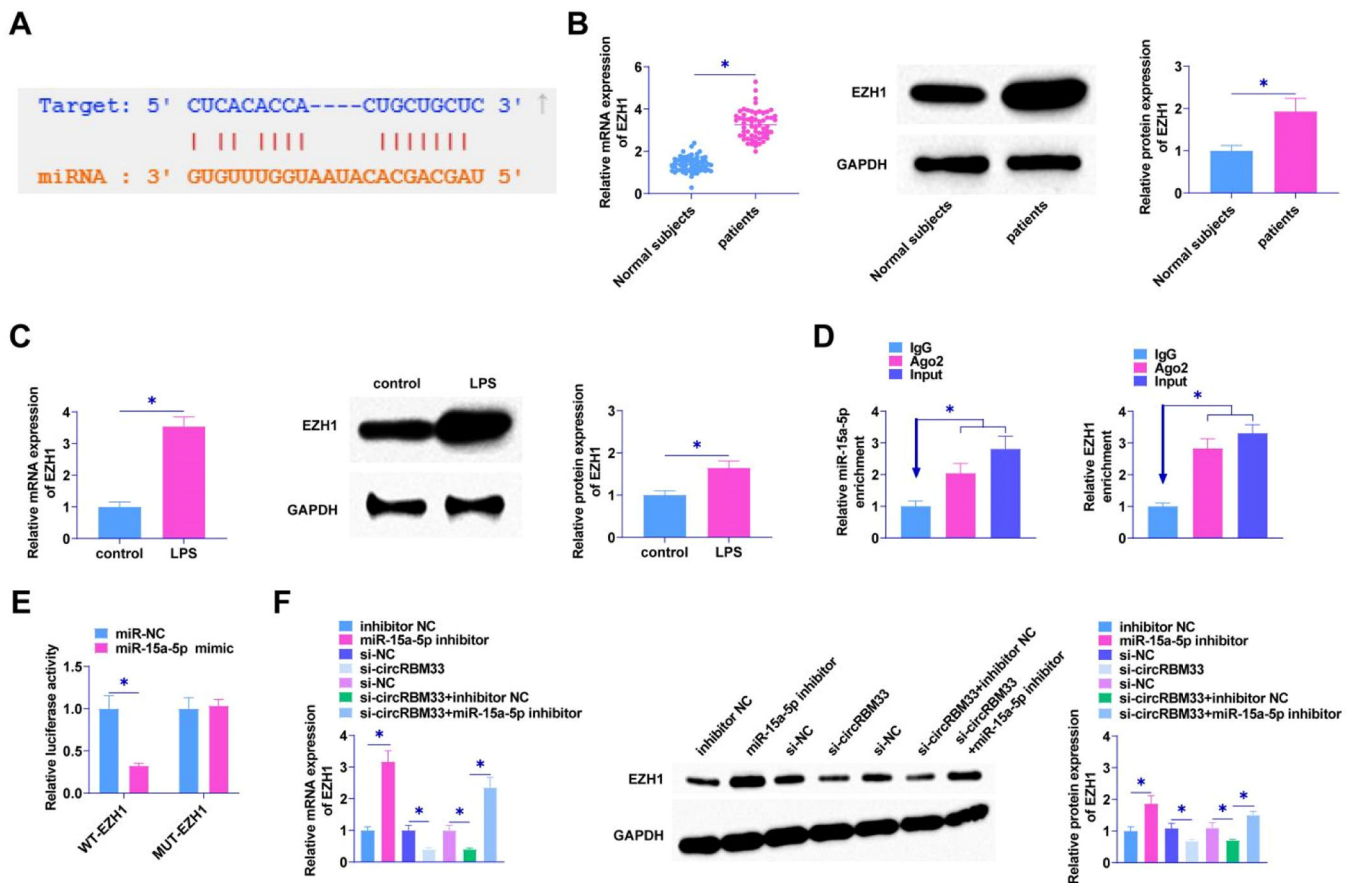 A
Target: 5' CUCACACCA----CUGCUGCUC 3' ↑
miRNA : 3' GUGUUUGGUAAUACACGACGAU 5'
B
Relative mRNA expression
of EZH1
6
4
2
0
*
Normal subjects
patients
EZH1
GAPDH
Normal subjects
patients
Relative protein expression
of EZH1
3
2
1
0
*
Normal subjects
patients
C
Relative mRNA expression
of EZH1
4
3
2
1
0
*
control
LPS
control
LPS
EZH1
GAPDH
Relative protein expression
of EZH1
3
2
1
0
*
control
LPS
D
IgG
Ago2
Input
Relative miR-15a-5p
enrichment
4
3
2
1
0
*
IgG
Ago2
Input
Relative EZH1
enrichment
4
3
2
1
0
*
E
miR-NC
miR-15a-5p mimic
Relative luciferase activity
1.5
1.0
0.5
0.0
*
WT-EZH1
MUT-EZH1
F
inhibitor NC
miR-15a-5p inhibitor
si-NC
si-circRBM33
si-NC
si-circRBM33+inhibitor NC
si-circRBM33+miR-15a-5p inhibitor
Relative mRNA expression
of EZH1
4
3
2
1
0
*
*
*
*
inhibitor NC
miR-15a-5p inhibitor
si-NC
si-circRBM33
si-NC
si-circRBM33+inhibitor NC
si-circRBM33
+miR-15a-5p inhibitor
EZH1
GAPDH
inhibitor NC
miR-15a-5p inhibitor
si-NC
si-circRBM33
si-NC
si-circRBM33+inhibitor NC
si-circRBM33+miR-15a-5p inhibitor
Relative protein expression
of EZH1
4
3
2
1
0
*
*
*
*